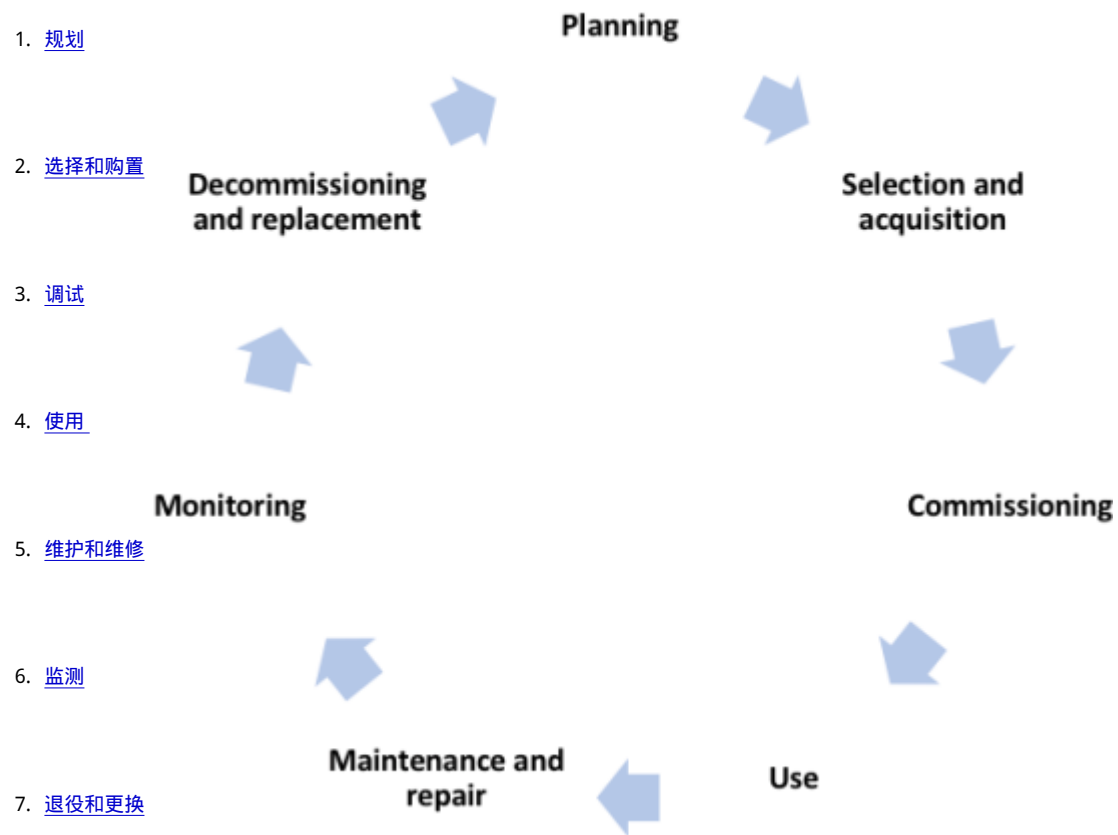 1. 规划
2. 选择和购置
3. 调试
4. 使用
5. 维护和维修
6. 监测
7. 退役和更换
Planning
Selection and
acquisition
Commissioning
Use
Maintenance and
repair
Monitoring
Decommissioning
and replacement